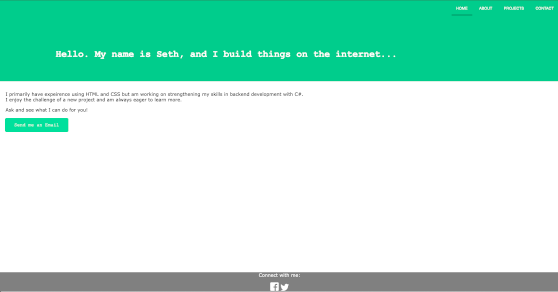 HOME ABOUT PROJECTS CONTACT
Hello. My name is Seth, and I build things on the internet...
I primarily have experience using HTML and CSS but am working on strengthening my skills in backend development with C#.
I enjoy the challenge of a new project and am always eager to learn more.
Ask and see what I can do for you!
Send me an Email
Connect with me: